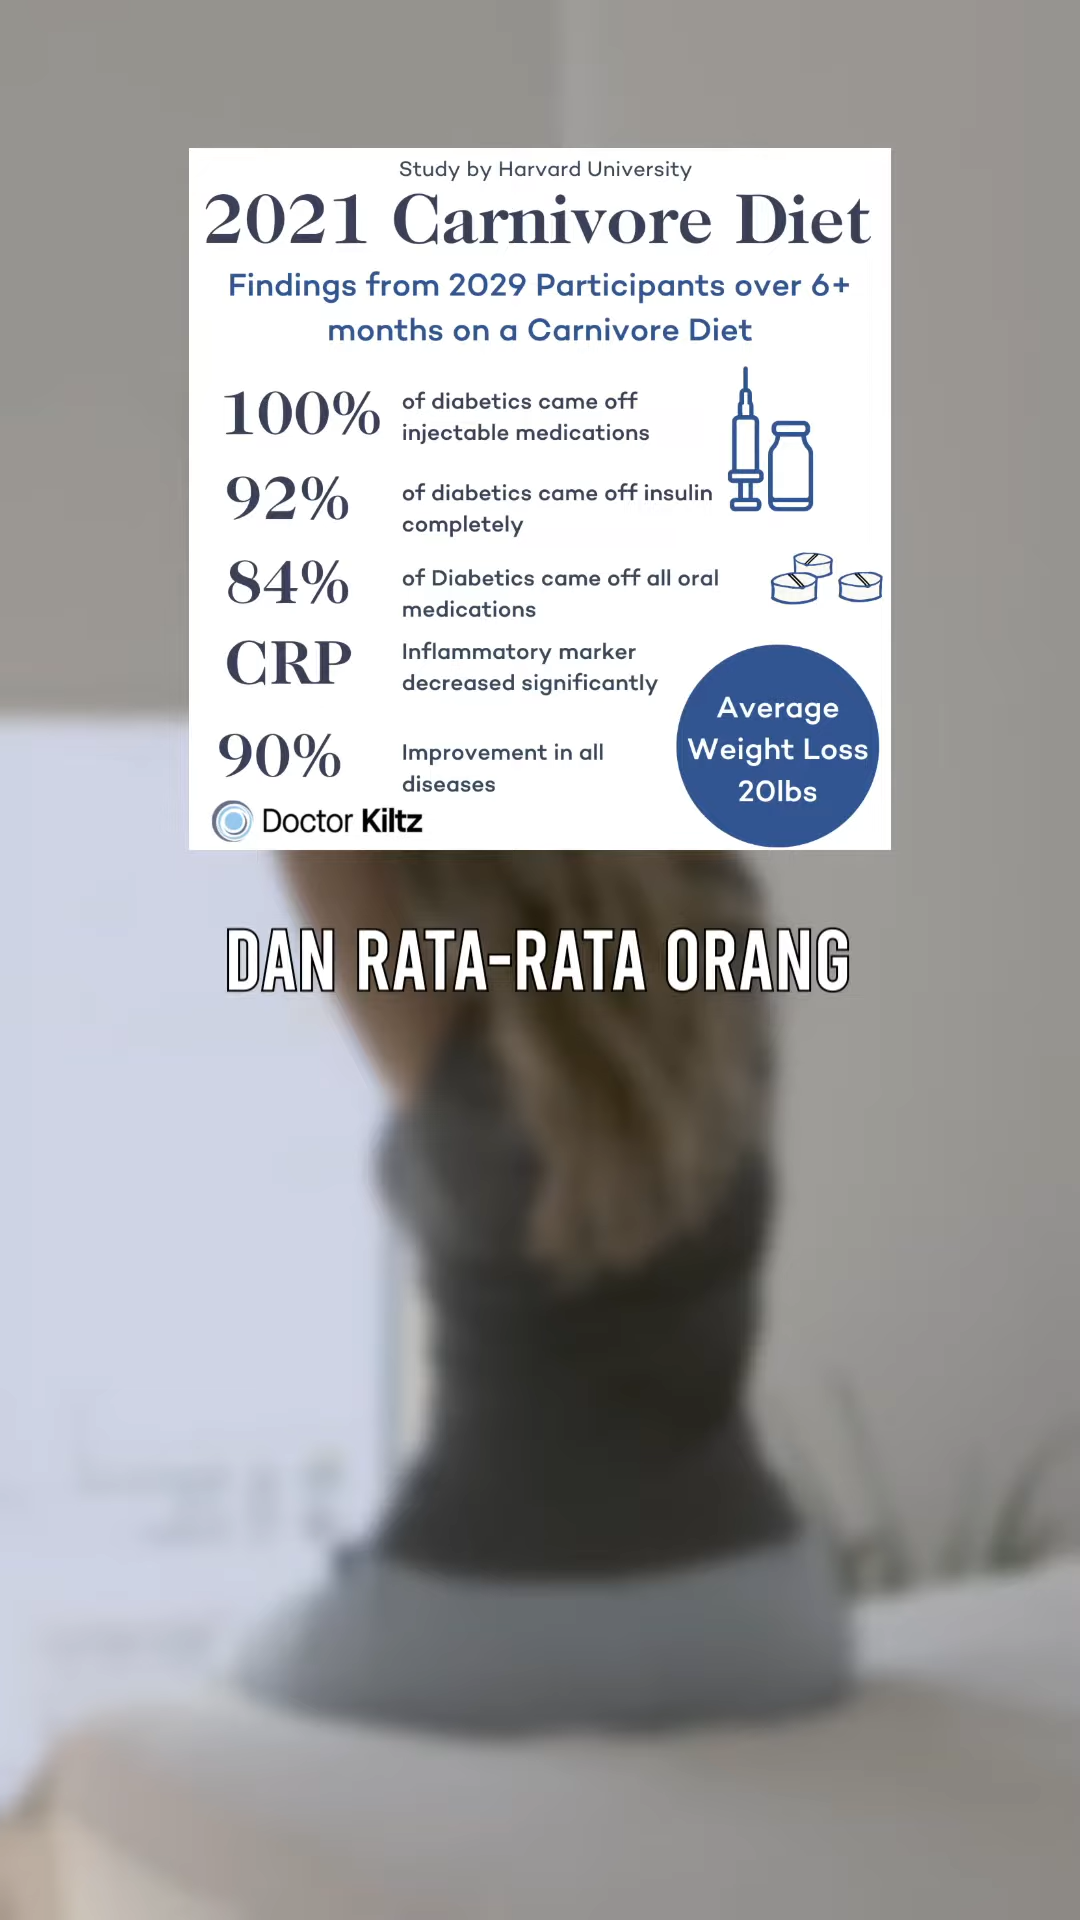 Study by Harvard University
2021 Carnivore Diet
Findings from 2029 Participants over 6+
months on a Carnivore Diet
100%
of diabetics came off
injectable medications
92%
of diabetics came off insulin
completely
84%
of Diabetics came off all oral
medications
CRP
Inflammatory marker
decreased significantly
90%
Improvement in all
diseases
Average
Weight Loss
20lbs
Doctor Kiltz
DAN RATA-RATA ORANG